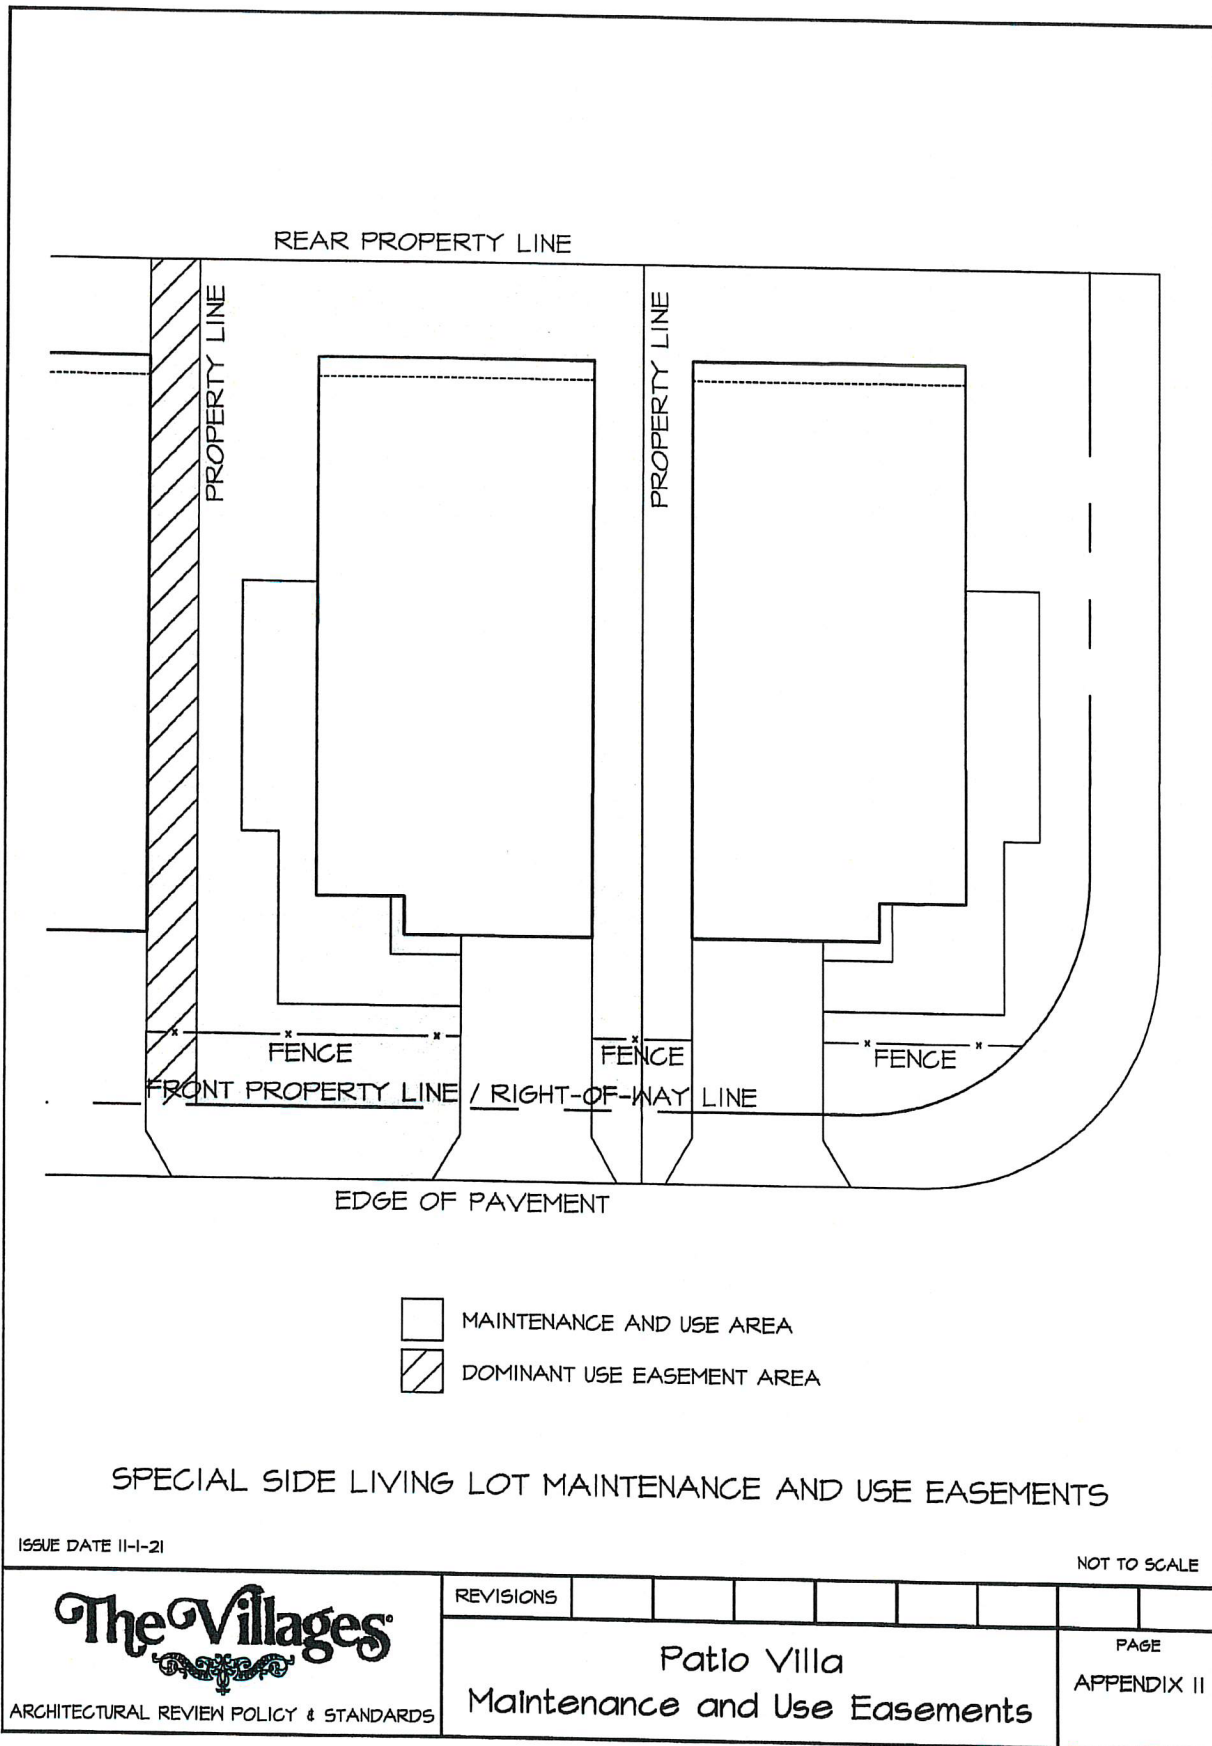 REAR PROPERTY LINE
PROPERTY LINE
PROPERTY LINE
FENCE
FENCE
FENCE
FRONT PROPERTY LINE / RIGHT-OF-WAY LINE
EDGE OF PAVEMENT
MAINTENANCE AND USE AREA
DOMINANT USE EASEMENT AREA
SPECIAL SIDE LIVING LOT MAINTENANCE AND USE EASEMENTS
ISSUE DATE 11-1-21
NOT TO SCALE
The Villages
ARCHITECTURAL REVIEW POLICY & STANDARDS
REVISIONS
Patio Villa
Maintenance and Use Easements
PAGE
APPENDIX II